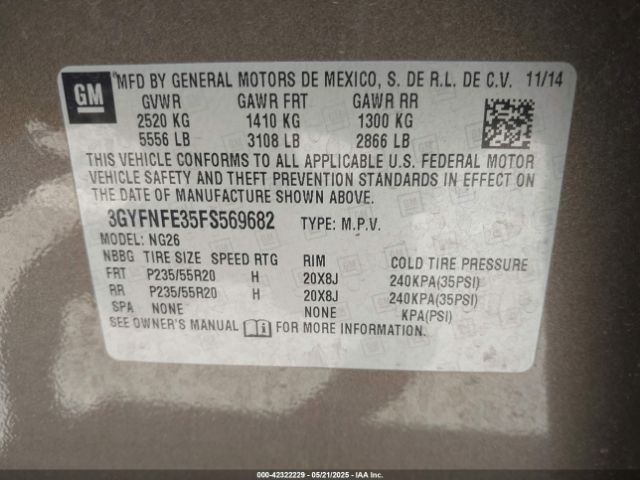 GM MFD BY GENERAL MOTORS DE MEXICO, S. DE R.L. DE C.V. 11/14
GVWR GAWR FRT GAWR RR
2520 KG 1410 KG 1300 KG
5556 LB 3108 LB 2866 LB
THIS VEHICLE CONFORMS TO ALL APPLICABLE U.S. FEDERAL MOTOR
VEHICLE SAFETY AND THEFT PREVENTION STANDARDS IN EFFECT ON
THE DATE OF MANUFACTURE SHOWN ABOVE.
3GYFNFE35FS569682 TYPE: M.P.V.
MODEL: NG26
NBBG TIRE SIZE SPEED RTG RIM COLD TIRE PRESSURE
FRT P235/55R20 H 20X8J 240KPA(35PSI)
RR P235/55R20 H 20X8J 240KPA(35PSI)
SPA NONE NONE KPA(PSI)
SEE OWNER'S MANUAL FOR MORE INFORMATION.
000-42322229 - 05/21/2025 - IAAI.com